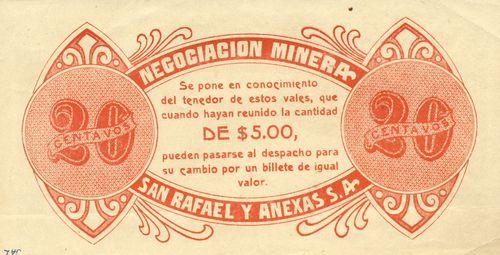 NEGOCIACION MINERA
20
CENTAVOS
Se pone en conocimiento
del tenedor de estos vales, que
cuando hayan reunido la cantidad
DE $5.00,
pueden pasarse al despacho para
su cambio por un billete de igual
valor.
20
CENTAVOS
SAN RAFAEL Y ANEXAS S.A.